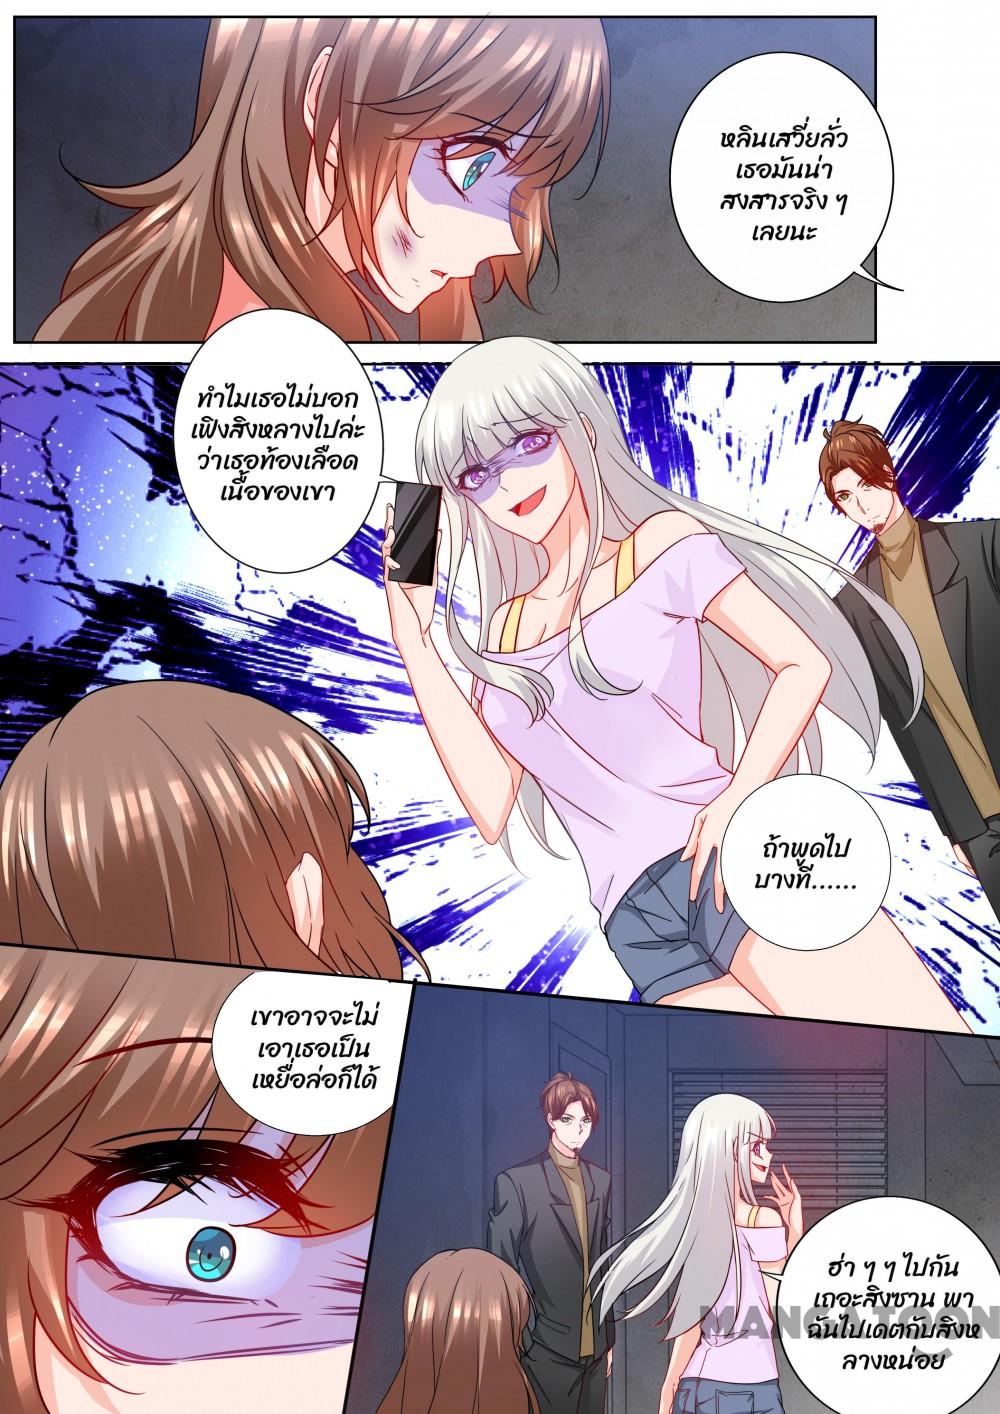 หลินเสวี่ยลั่ว
เธอมันน่า
สงสารจริง ๆ
เลยนะ
ทำไมเธอไม่บอก
เฟิงสิงหลางไปล่ะ
ว่าเธอท้องเลือด
เนื้อของเขา
ถ้าพูดไป
บางที......
เขาอาจจะไม่
เอาเธอเป็น
เหยื่อล่อก็ได้
ฮ่า ๆ ๆ ไปกัน
เถอะสิงซาน พา
ฉันไปเดตกับสิงห
ลางหน่อย
MANGATOON